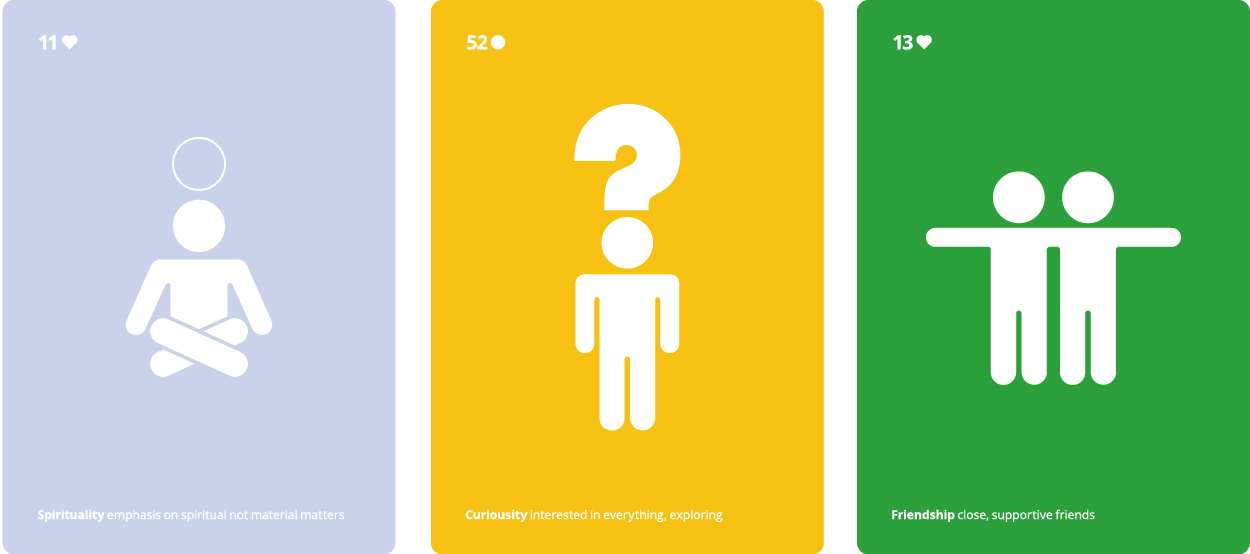 11
52
13
?
Spirituality emphasis on spiritual not material matters
Curiousity interested in everything, exploring
Friendship close, supportive friends